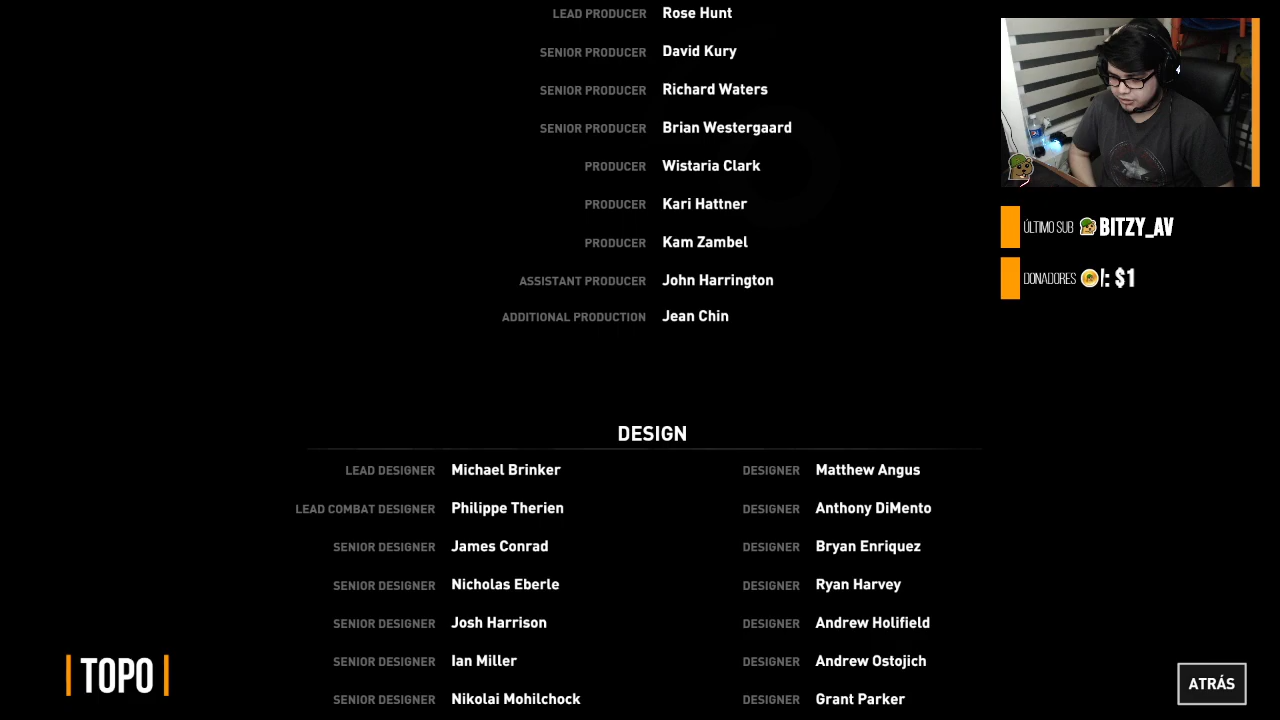 LEAD PRODUCER Rose Hunt
SENIOR PRODUCER David Kury
SENIOR PRODUCER Richard Waters
SENIOR PRODUCER Brian Westergaard
PRODUCER Wistaria Clark
PRODUCER Kari Hattner
PRODUCER Kam Zambel
ASSISTANT PRODUCER John Harrington
ADDITIONAL PRODUCTION Jean Chin
ÚLTIMO SUB BITZY_AV
DONADORES : $1
DESIGN
LEAD DESIGNER Michael Brinker DESIGNER Matthew Angus
LEAD COMBAT DESIGNER Philippe Therien DESIGNER Anthony DiMento
SENIOR DESIGNER James Conrad DESIGNER Bryan Enriquez
SENIOR DESIGNER Nicholas Eberle DESIGNER Ryan Harvey
SENIOR DESIGNER Josh Harrison DESIGNER Andrew Holifield
SENIOR DESIGNER Ian Miller DESIGNER Andrew Ostojich
SENIOR DESIGNER Nikolai Mohilchock DESIGNER Grant Parker
| TOPO |
ATRÁS